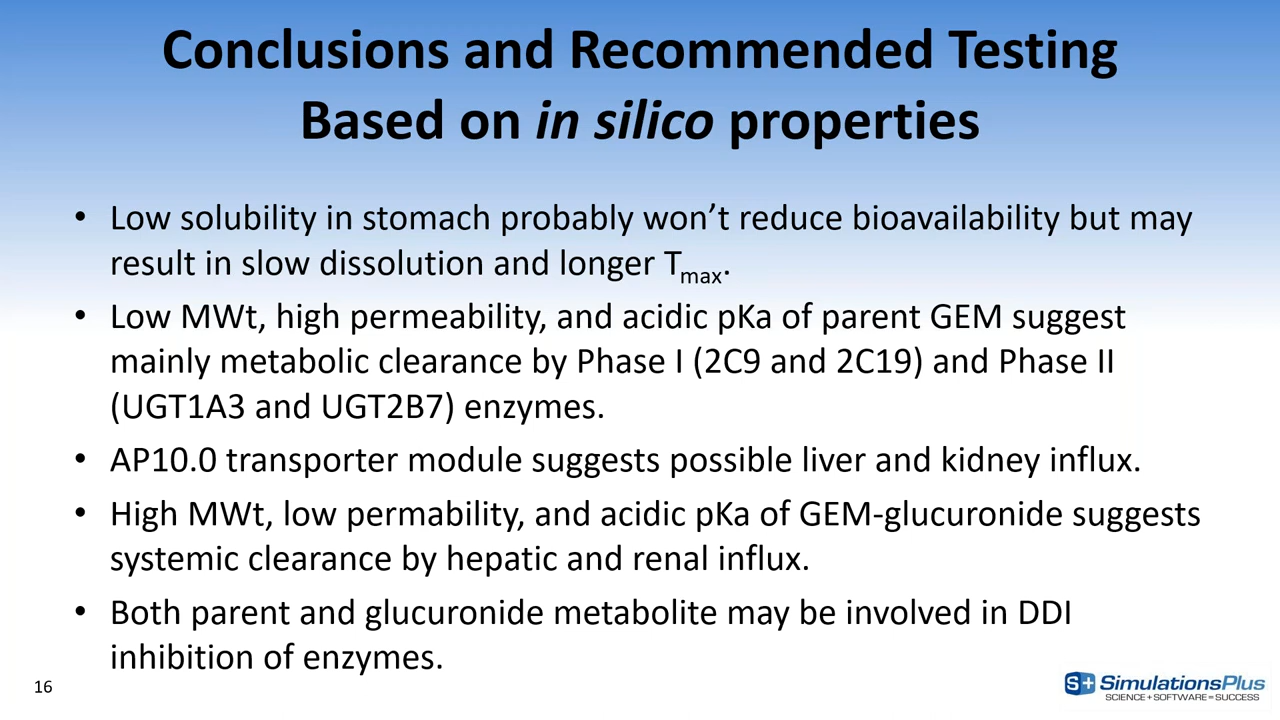 Conclusions and Recommended Testing
Based on in silico properties
• Low solubility in stomach probably won’t reduce bioavailability but may
result in slow dissolution and longer Tmax.
• Low MWt, high permeability, and acidic pKa of parent GEM suggest
mainly metabolic clearance by Phase I (2C9 and 2C19) and Phase II
(UGT1A3 and UGT2B7) enzymes.
• AP10.0 transporter module suggests possible liver and kidney influx.
• High MWt, low permability, and acidic pKa of GEM-glucuronide suggests
systemic clearance by hepatic and renal influx.
• Both parent and glucuronide metabolite may be involved in DDI
inhibition of enzymes.
16
S+ SimulationsPlus
SCIENCE+SOFTWARE=SUCCESS